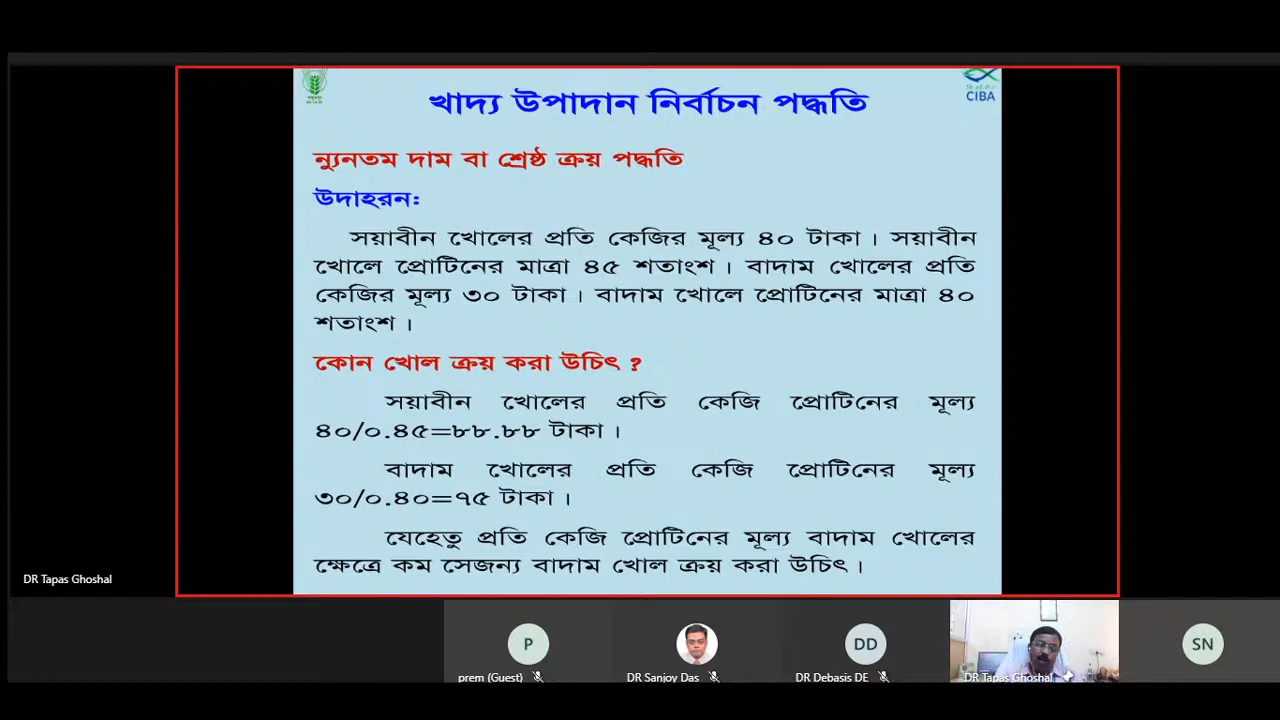 CIBA
খাদ্য উপাদান নির্বাচন পদ্ধতি
ন্যুনতম দাম বা শ্রেষ্ঠ ক্রয় পদ্ধতি
উদাহরন:
সয়াবীন খোলের প্রতি কেজির মূল্য ৪০ টাকা। সয়াবীন
খোলে প্রোটিনের মাত্রা ৪৫ শতাংশ। বাদাম খোলের প্রতি
কেজির মূল্য ৩০ টাকা। বাদাম খোলে প্রোটিনের মাত্রা ৪০
শতাংশ।
কোন খোল ক্রয় করা উচিৎ ?
সয়াবীন খোলের প্রতি কেজি প্রোটিনের মূল্য
৪০/০.৪৫=৮৮.৮৮ টাকা।
বাদাম খোলের প্রতি কেজি প্রোটিনের মূল্য
৩০/০.৪০=৭৫ টাকা।
যেহেতু প্রতি কেজি প্রোটিনের মূল্য বাদাম খোলের
ক্ষেত্রে কম সেজন্য বাদাম খোল ক্রয় করা উচিৎ।
DR Tapas Ghoshal
P
DD
SN
prem (Guest)
DR Sanjoy Das
DR Debasis DE
DR Tapas Ghoshal